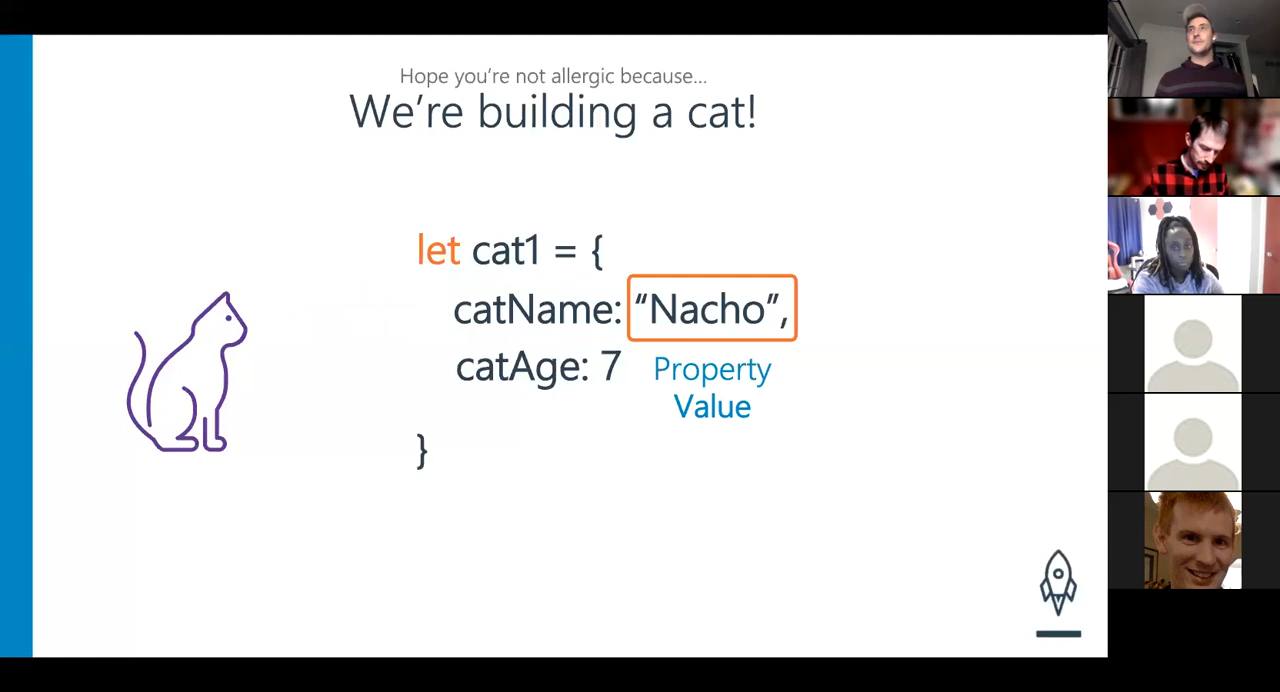 Hope you're not allergic because...
We're building a cat!
let cat1 = {
catName: “Nacho”,
catAge: 7
Property
Value
}